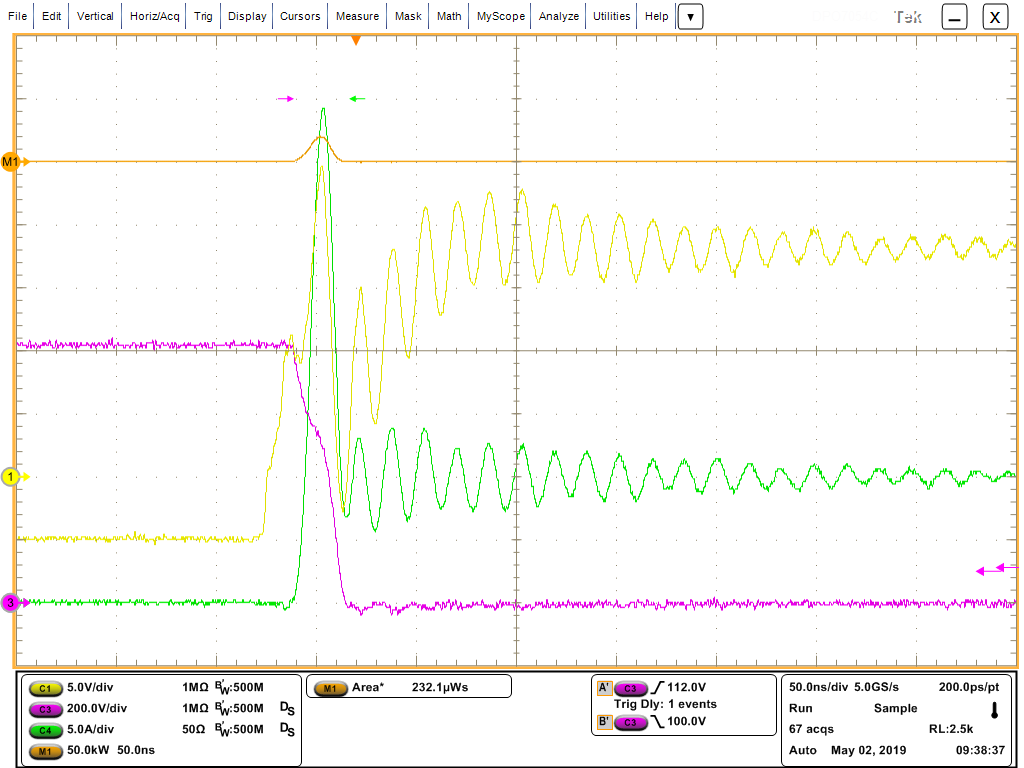 File Edit Vertical Horiz/Acq Trig Display Cursors Measure Mask Math MyScope Analyze Utilities Help ▼ Tek X
M1
1
3
C1 5.0V/div 1MΩ BW:500M
C3 200.0V/div 1MΩ BW:500M DS
C4 5.0A/div 50Ω BW:500M DS
M1 50.0kW 50.0ns
M1 Area* 232.1µWs
A' C3 112.0V
Trig Dly: 1 events
B' C3 100.0V
50.0ns/div 5.0GS/s 200.0ps/pt
Run Sample
67 acqs RL:2.5k
Auto May 02, 2019 09:38:37